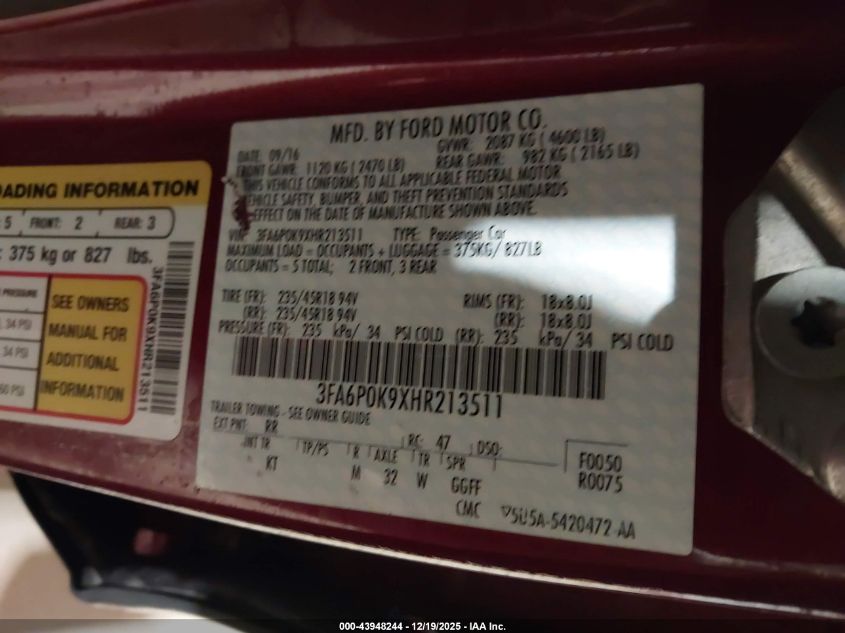 OADING INFORMATION
5 FRONT: 2 REAR: 3
: 375 kg or 827 lbs.
PRESSURE
34 PSI
34 PSI
60 PSI
SEE OWNERS
MANUAL FOR
ADDITIONAL
INFORMATION
3FA6P0K9XHR213511
MFD. BY FORD MOTOR CO.
DATE: 09/16 GVWR: 2087 KG ( 4600 LB)
FRONT GAWR: 1120 KG ( 2470 LB) REAR GAWR: 982 KG ( 2165 LB)
THIS VEHICLE CONFORMS TO ALL APPLICABLE FEDERAL MOTOR
VEHICLE SAFETY, BUMPER, AND THEFT PREVENTION STANDARDS
EFFECT ON THE DATE OF MANUFACTURE SHOWN ABOVE.
VIN: 3FA6P0K9XHR213511 TYPE: Passenger Car
MAXIMUM LOAD = OCCUPANTS + LUGGAGE = 375KG/ 827LB
OCCUPANTS = 5 TOTAL; 2 FRONT, 3 REAR
TIRE (FR): 235/45R18 94V RIMS (FR): 18x8.0J
(RR): 235/45R18 94V (RR): 18x8.0J
PRESSURE (FR): 235 kPa/ 34 PSI COLD (RR): 235 kPa/ 34 PSI COLD
3FA6P0K9XHR213511
TRAILER TOWING - SEE OWNER GUIDE
EXT PNT: RR RC: 47 DSO:
INT TR TP/PS R AXLE TR SPR F0050
KT M 32 W GGFF R0075
CMC 5U5A-5420472-AA
000-43948244 - 12/19/2025 - IAA Inc.